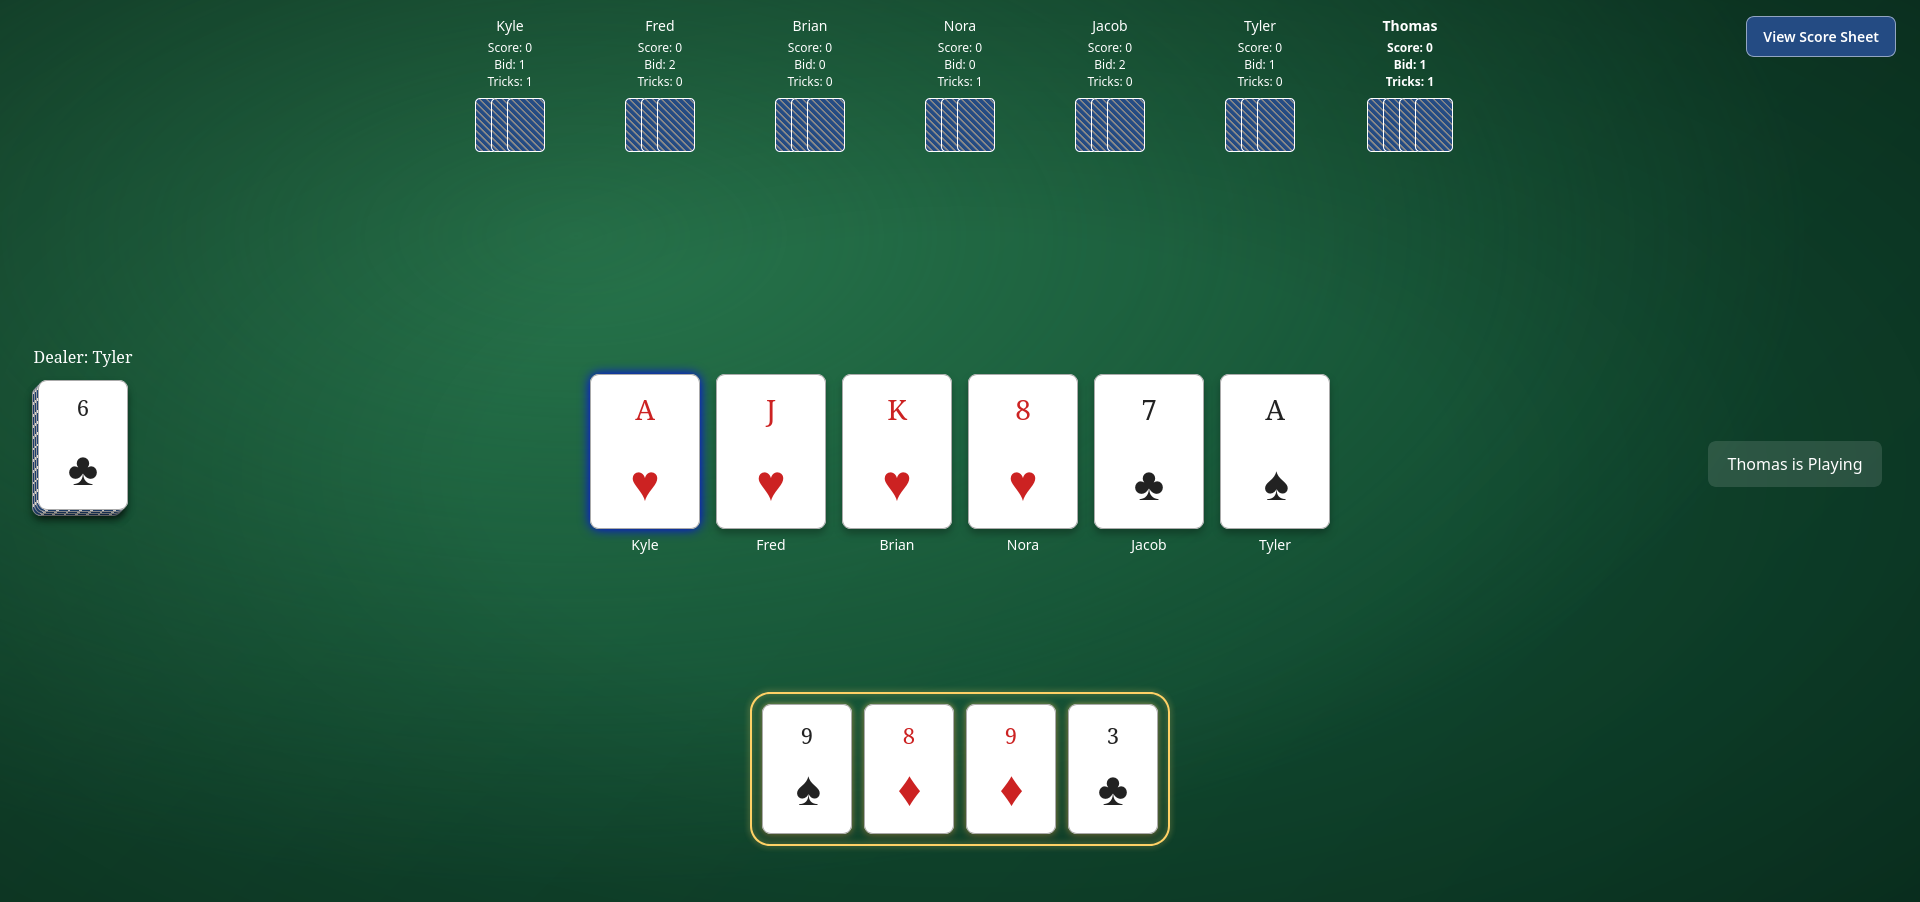 Kyle
Score: 0
Bid: 1
Tricks: 1
Fred
Score: 0
Bid: 2
Tricks: 0
Brian
Score: 0
Bid: 0
Tricks: 0
Nora
Score: 0
Bid: 0
Tricks: 1
Jacob
Score: 0
Bid: 2
Tricks: 0
Tyler
Score: 0
Bid: 1
Tricks: 0
Thomas
Score: 0
Bid: 1
Tricks: 1
View Score Sheet
Dealer: Tyler
6
♣
A
♥
Kyle
J
♥
Fred
K
♥
Brian
8
♥
Nora
7
♣
Jacob
A
♠
Tyler
Thomas is Playing
9
♠
8
♦
9
♦
3
♣